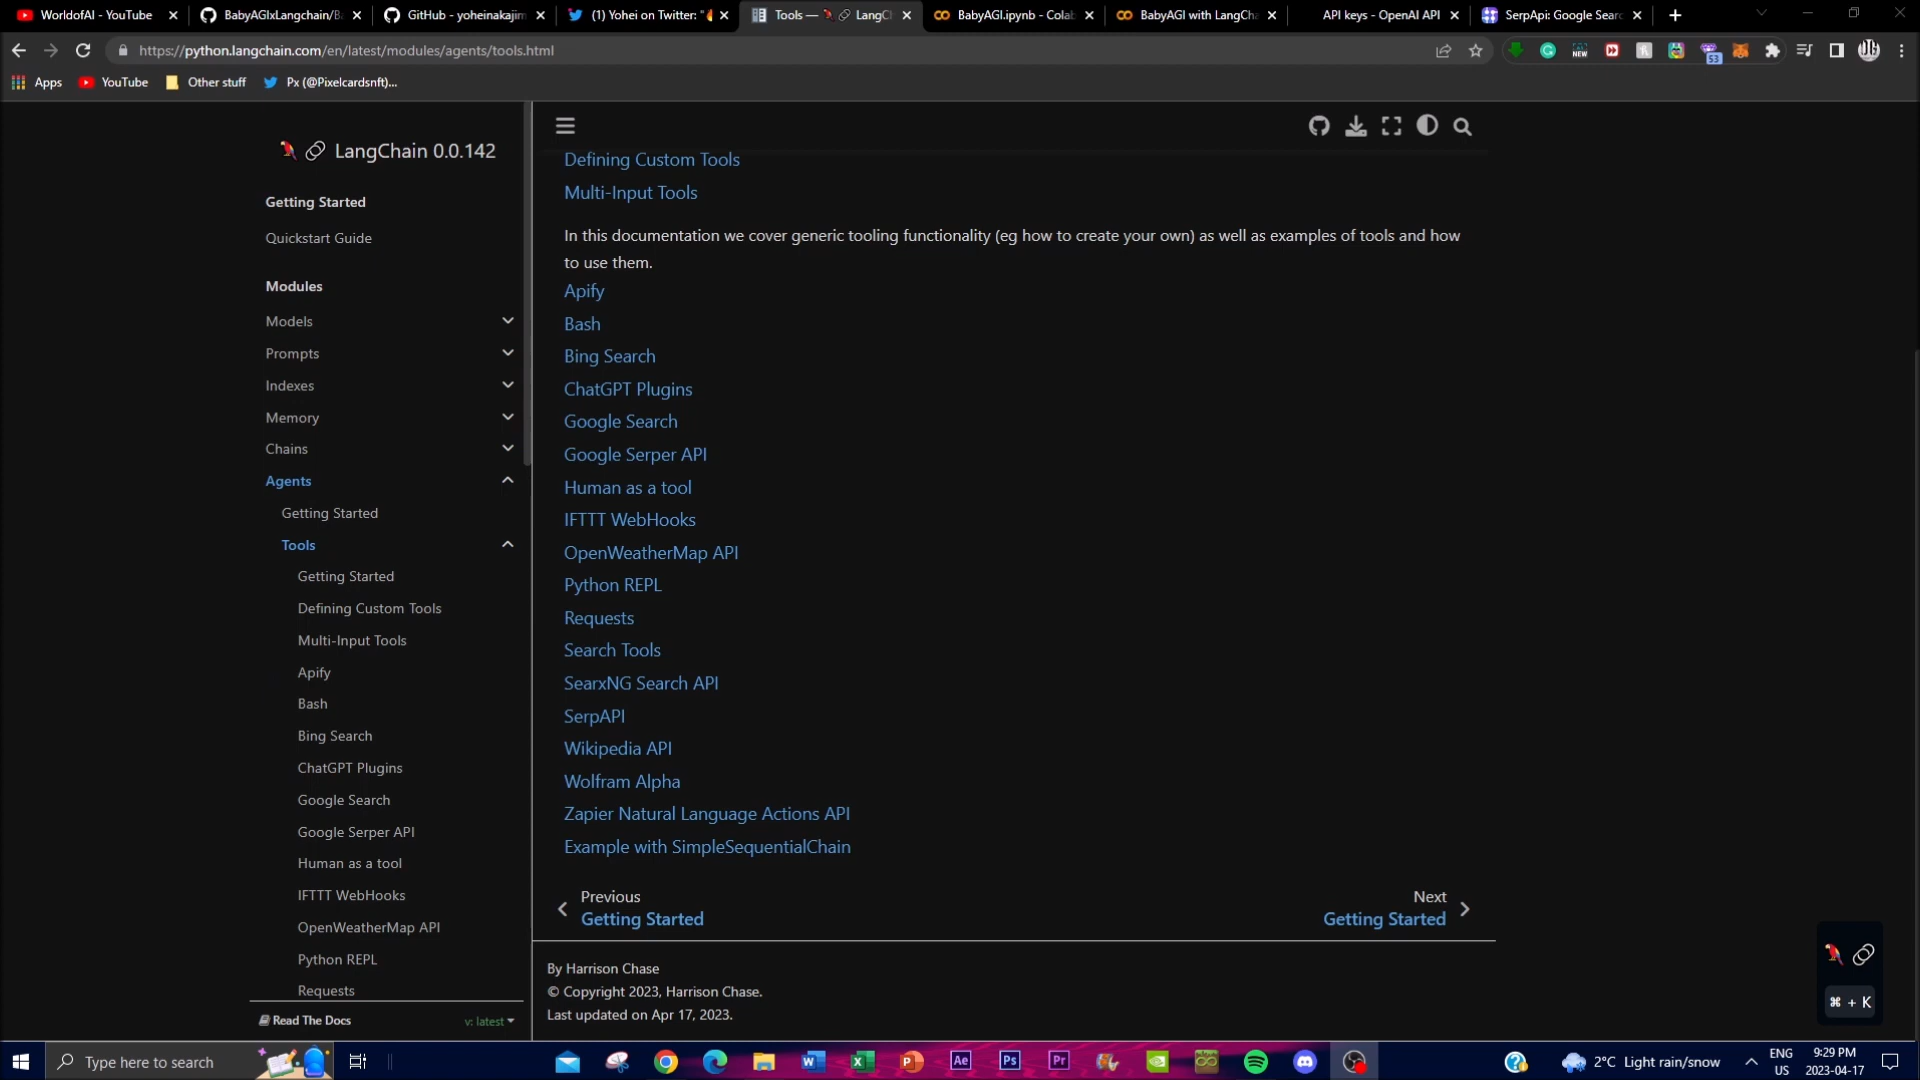 WorldofAI - YouTube
BabyAGIxLangchain/Ba
GitHub - yoheinakajim
(1) Yohei on Twitter: "
Tools — LangC
BabyAGI.ipynb - Colab
BabyAGI with LangCha
API keys - OpenAI API
SerpApi: Google Searc
https://python.langchain.com/en/latest/modules/agents/tools.html
NEW
53
Apps
YouTube
Other stuff
Px (@Pixelcardsnft)...
LangChain 0.0.142
Getting Started
Quickstart Guide
Modules
Models
Prompts
Indexes
Memory
Chains
Agents
Getting Started
Tools
Getting Started
Defining Custom Tools
Multi-Input Tools
Apify
Bash
Bing Search
ChatGPT Plugins
Google Search
Google Serper API
Human as a tool
IFTTT WebHooks
OpenWeatherMap API
Python REPL
Requests
Read The Docs
v: latest
Defining Custom Tools
Multi-Input Tools
In this documentation we cover generic tooling functionality (eg how to create your own) as well as examples of tools and how
to use them.
Apify
Bash
Bing Search
ChatGPT Plugins
Google Search
Google Serper API
Human as a tool
IFTTT WebHooks
OpenWeatherMap API
Python REPL
Requests
Search Tools
SearxNG Search API
SerpAPI
Wikipedia API
Wolfram Alpha
Zapier Natural Language Actions API
Example with SimpleSequentialChain
Previous
Getting Started
Next
Getting Started
By Harrison Chase
© Copyright 2023, Harrison Chase.
Last updated on Apr 17, 2023.
⌘ + K
Type here to search
Ae
Ps
Pr
2°C Light rain/snow
ENG
US
9:29 PM
2023-04-17